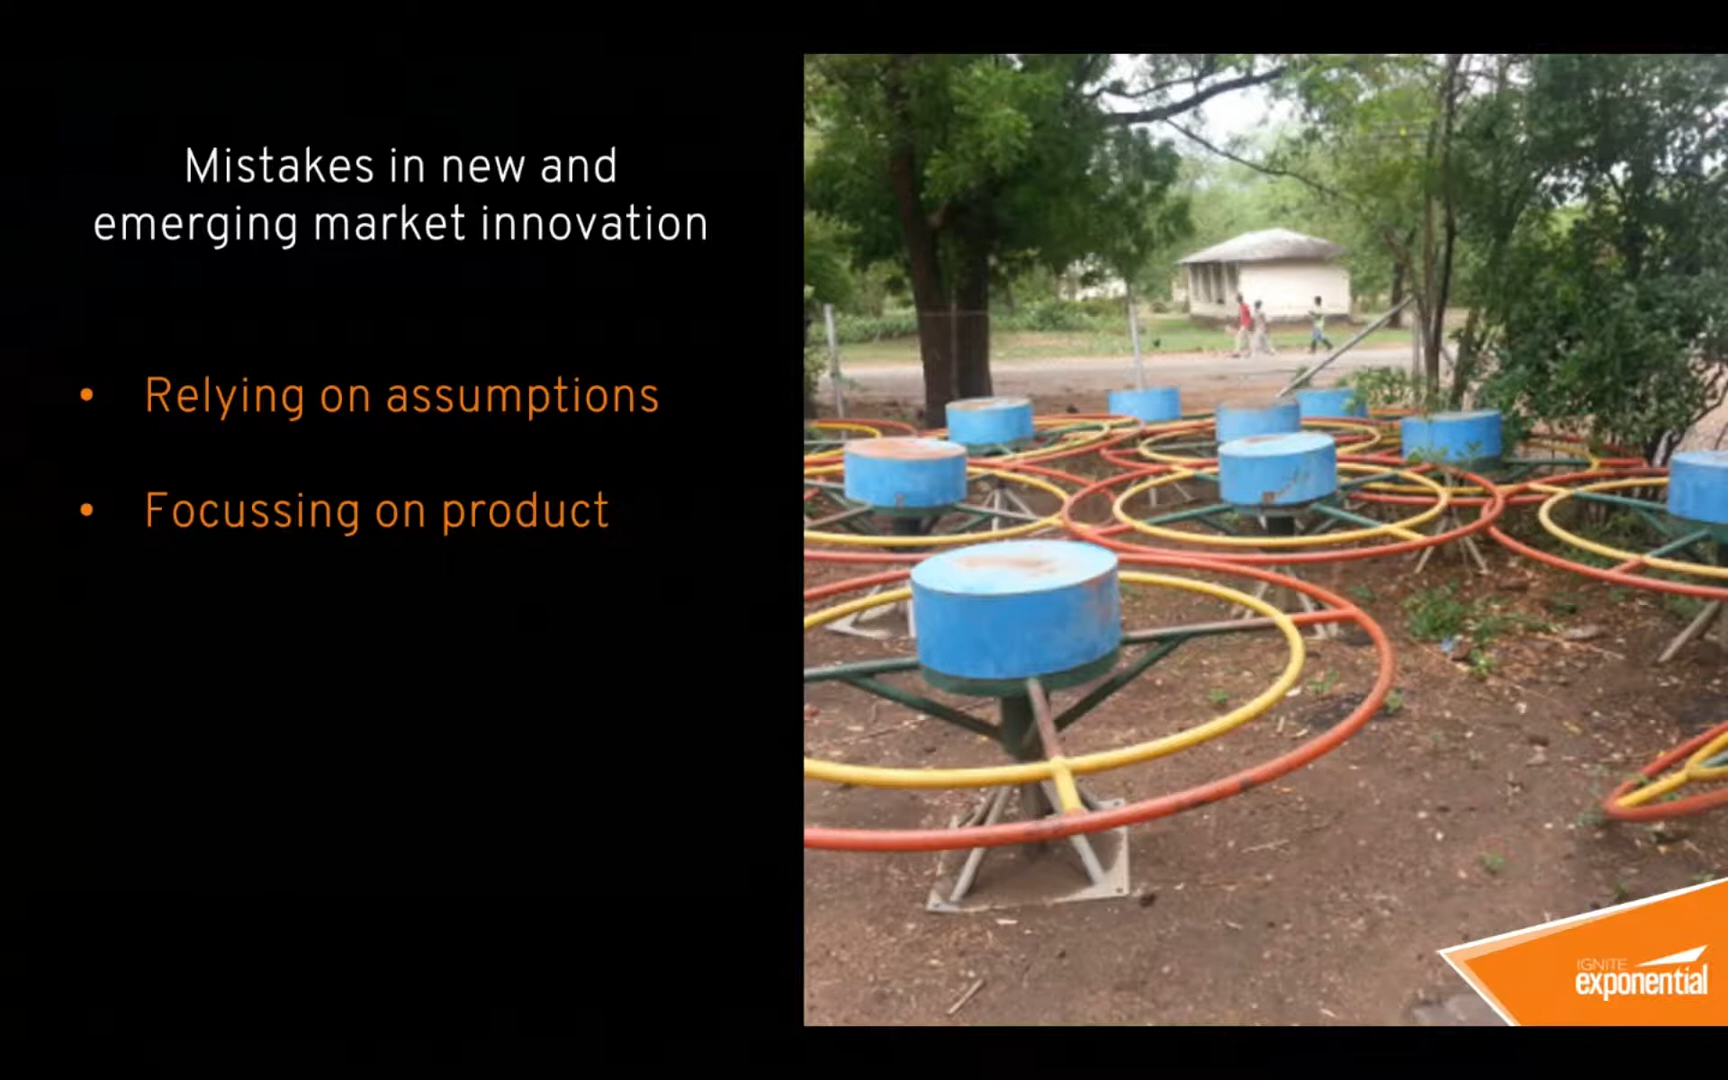 Mistakes in new and
emerging market innovation
• Relying on assumptions
• Focussing on product
IGNITE
exponential